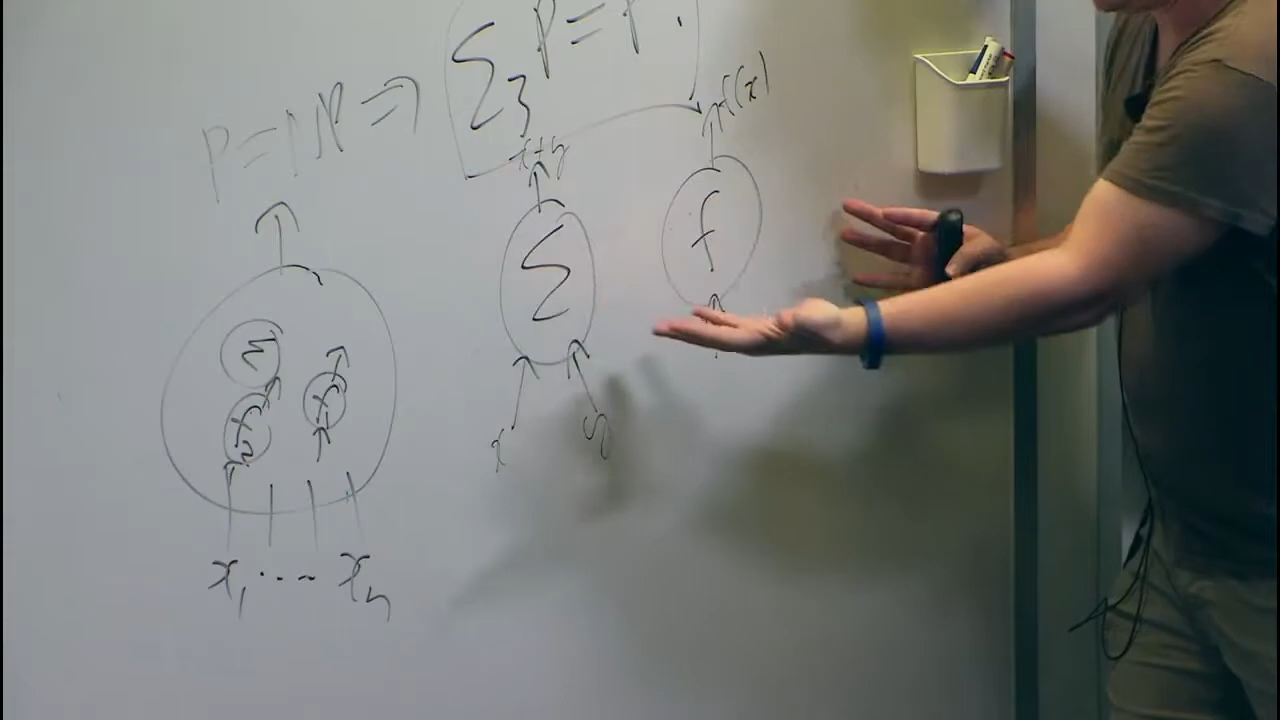 P = NP ⇒ Σ₃P = P.
x+y
f(x)
Σ
f
x
y
x₁ ... xₙ